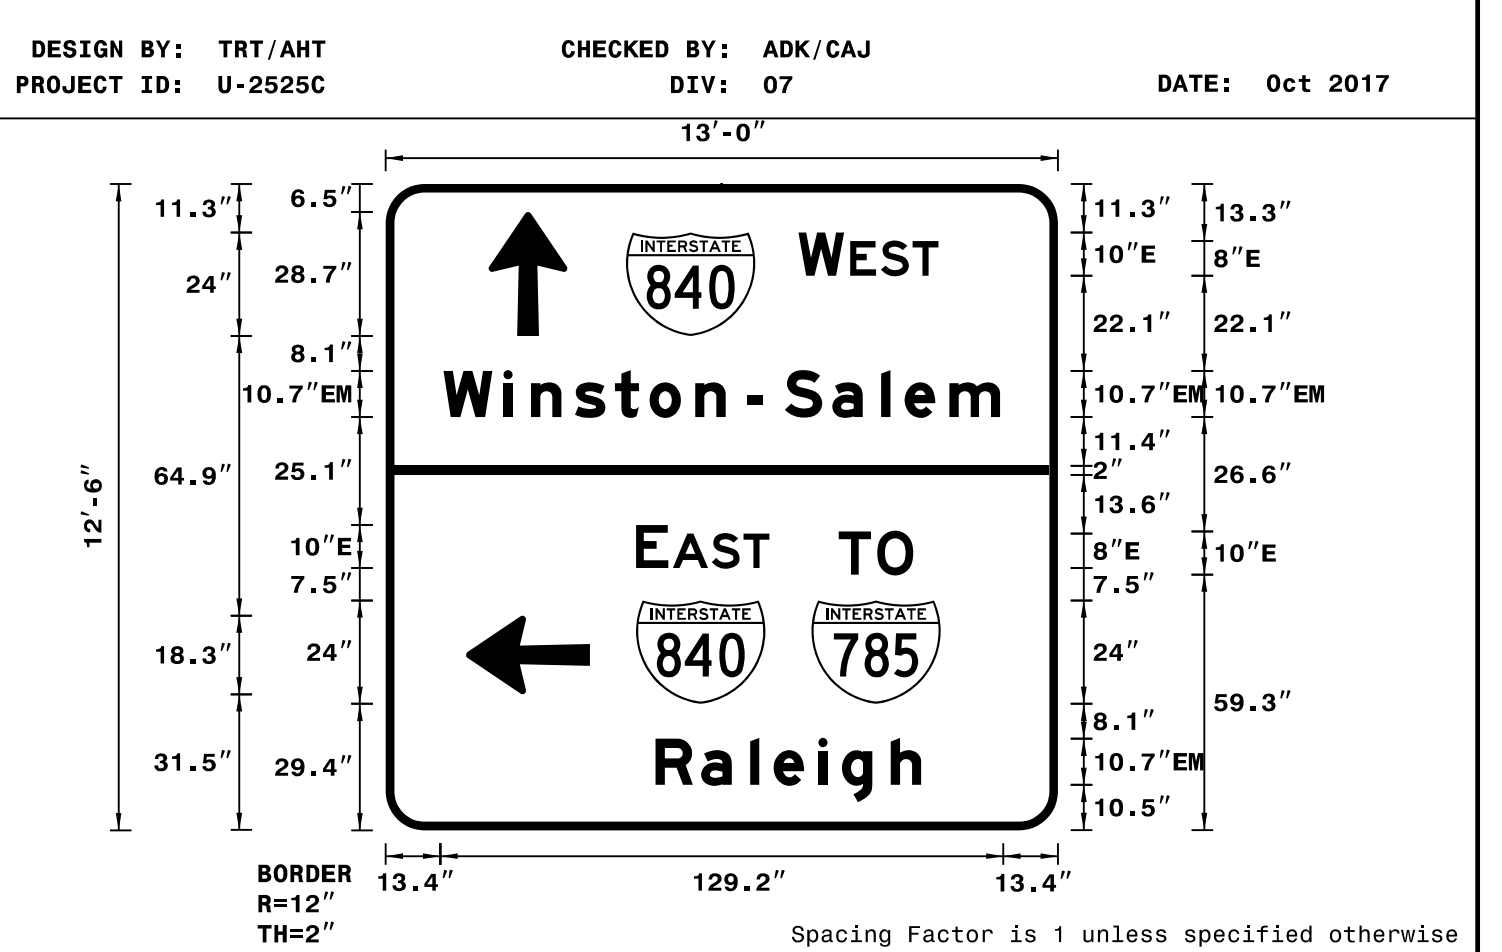 DESIGN BY: TRT/AHT CHECKED BY: ADK/CAJ
PROJECT ID: U-2525C DIV: 07 DATE: Oct 2017
13'-0"
11.3" 6.5" 11.3" 13.3"
INTERSTATE WEST 10"E 8"E
24" 28.7" 840
22.1" 22.1"
8.1"
10.7"EM Winston-Salem 10.7"EM 10.7"EM
11.4"
12'-6" 64.9" 25.1" 2" 26.6"
13.6"
10"E EAST TO 8"E 10"E
7.5" 7.5"
INTERSTATE INTERSTATE
18.3" 24" 840 785 24"
59.3"
8.1"
31.5" 29.4" Raleigh 10.7"EM
10.5"
BORDER 13.4" 129.2" 13.4"
R=12"
TH=2" Spacing Factor is 1 unless specified otherwise